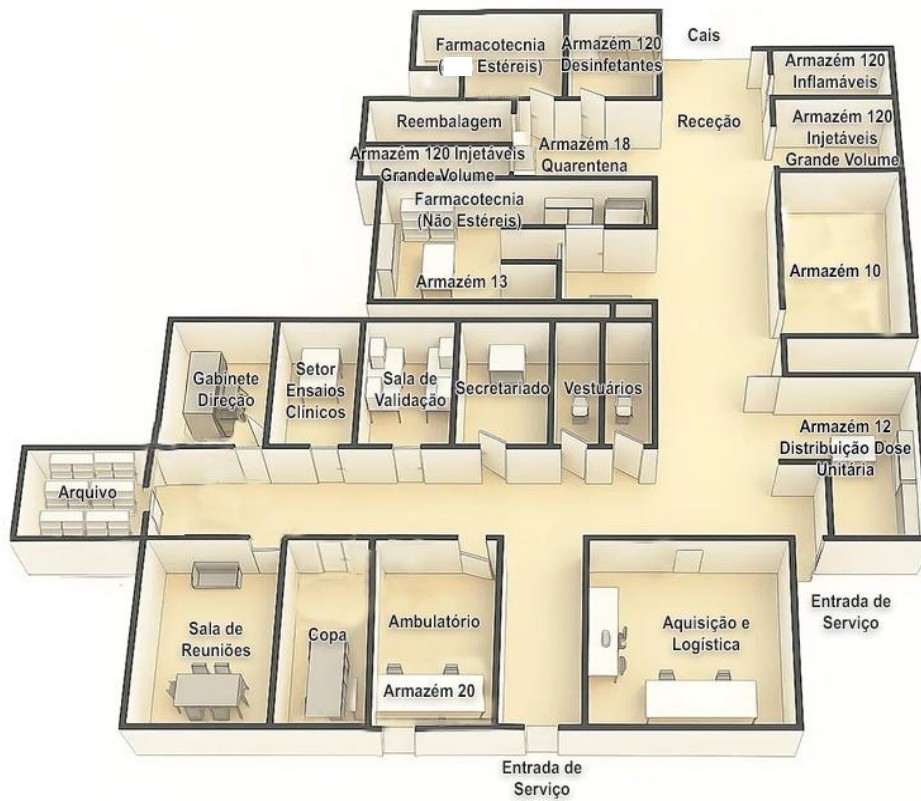 Farmacotecnia
( Estéreis)
Armazém 120
Desinfetantes
Cais
Armazém 120
Inflamáveis
Reembalagem
Receção
Armazém 120
Injetáveis
Grande Volume
Armazém 18
Quarentena
Armazém 120 Injetáveis
Grande Volume
Farmacotecnia
(Não Estéreis)
Armazém 13
Armazém 10
Gabinete
Direção
Setor
Ensaios
Clínicos
Sala de
Validação
Secretariado
Vestuários
Armazém 12
Distribuição Dose
Unitária
Arquivo
Sala de
Reuniões
Copa
Ambulatório
Armazém 20
Aquisição e
Logística
Entrada de
Serviço
Entrada de
Serviço